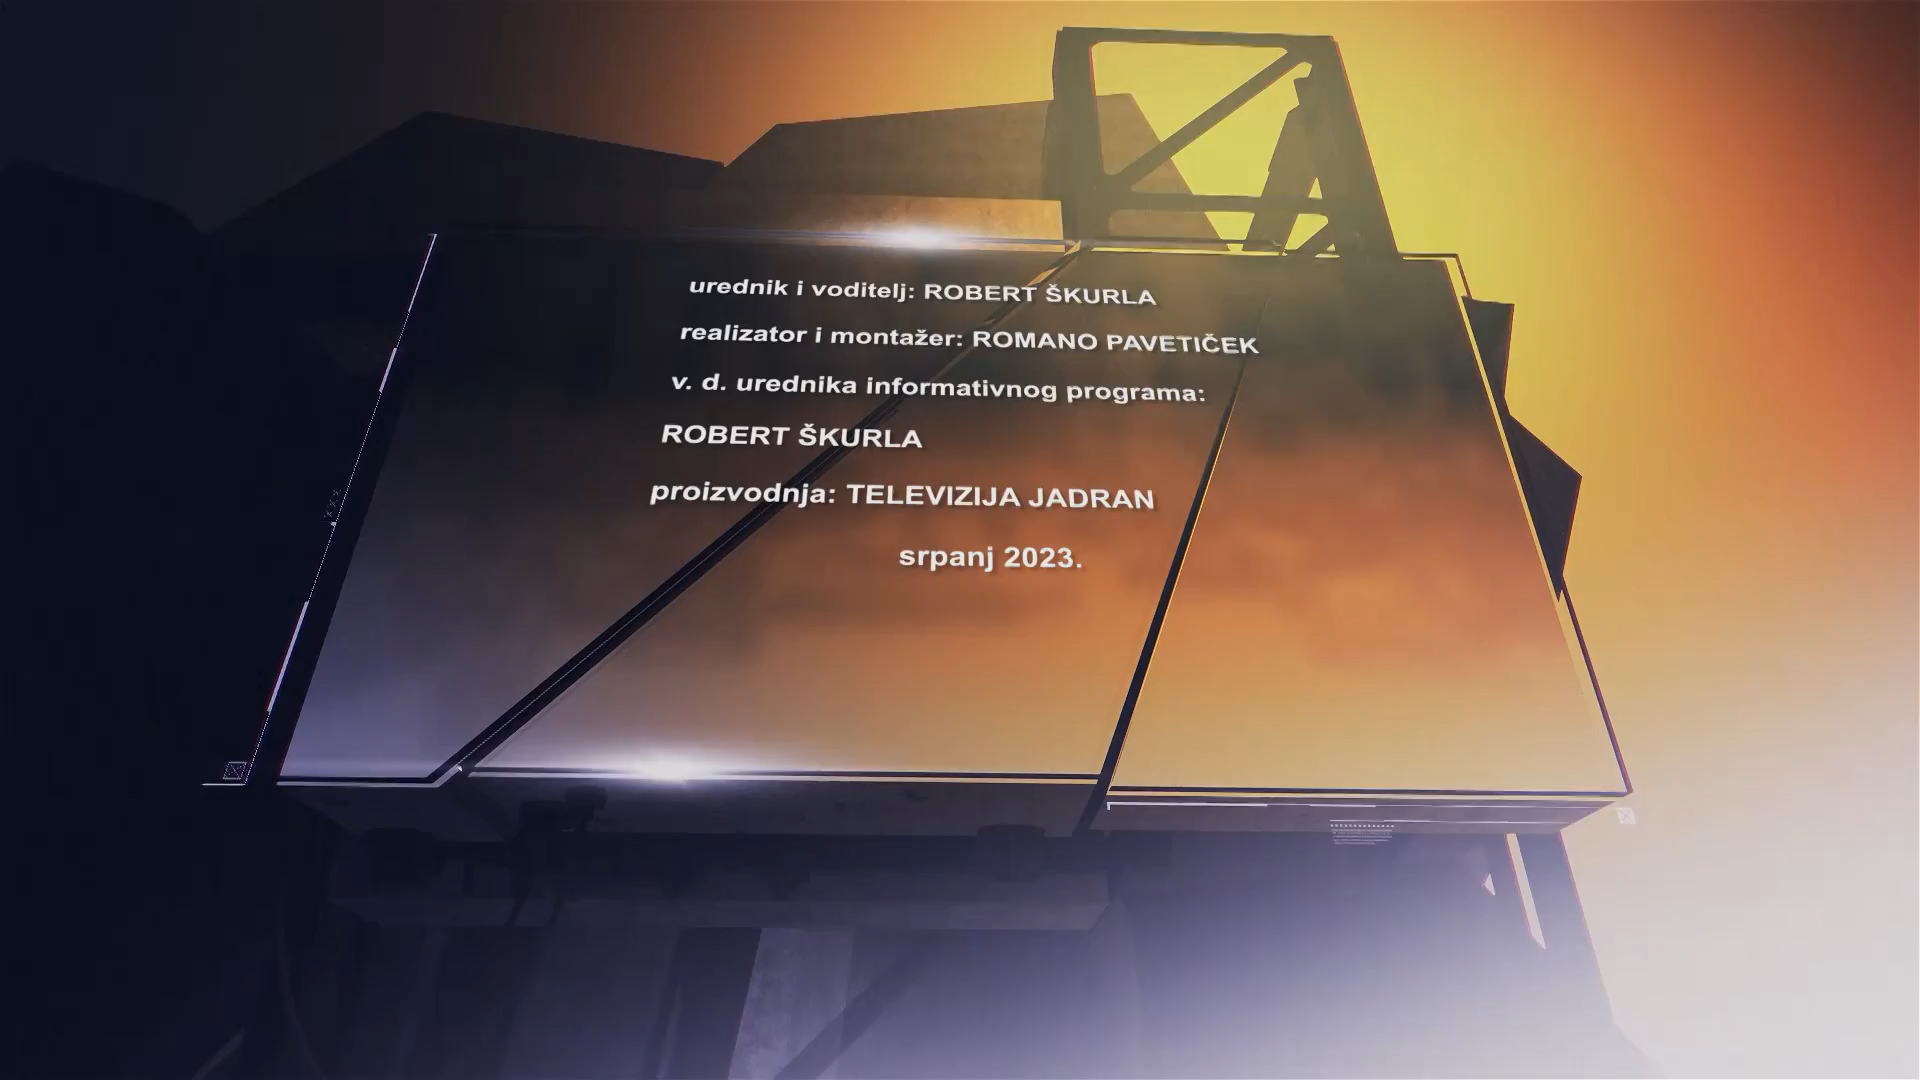 urednik i voditelj: ROBERT ŠKURLA
realizator i montažer: ROMANO PAVETIČEK
v. d. urednika informativnog programa:
ROBERT ŠKURLA
proizvodnja: TELEVIZIJA JADRAN
srpanj 2023.